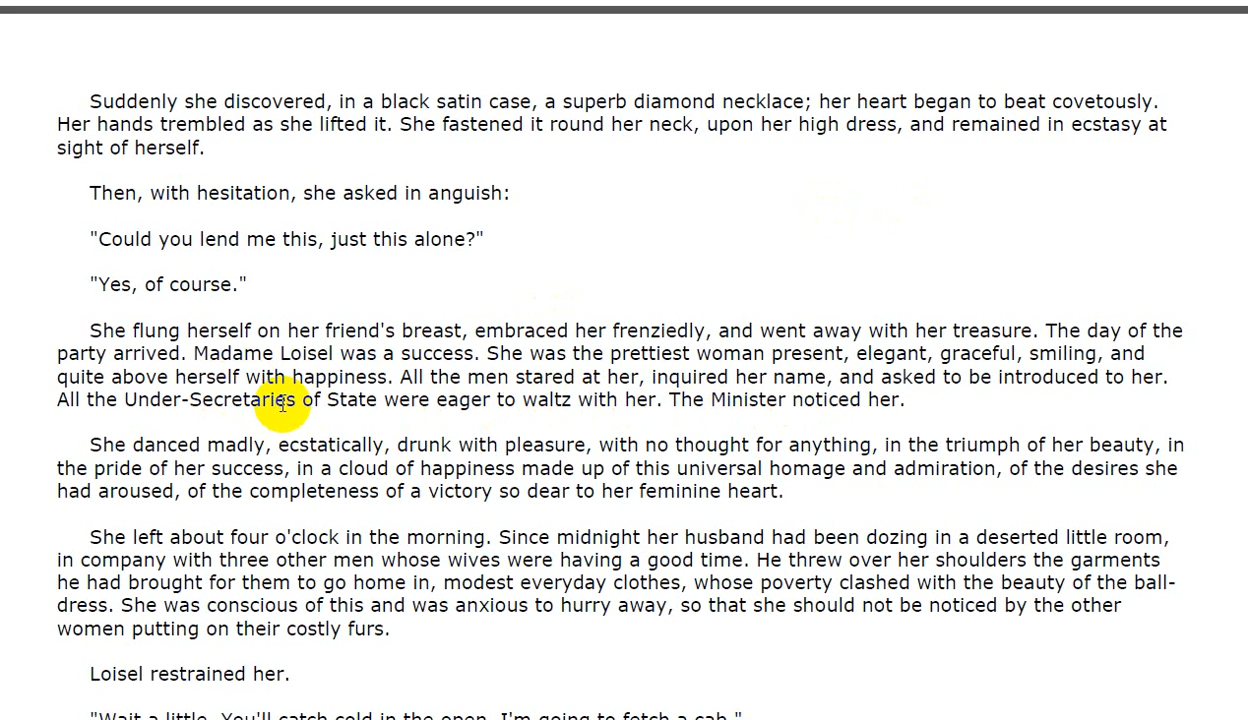 Suddenly she discovered, in a black satin case, a superb diamond necklace; her heart began to beat covetously.
Her hands trembled as she lifted it. She fastened it round her neck, upon her high dress, and remained in ecstasy at
sight of herself.
Then, with hesitation, she asked in anguish:
"Could you lend me this, just this alone?"
"Yes, of course."
She flung herself on her friend's breast, embraced her frenziedly, and went away with her treasure. The day of the
party arrived. Madame Loisel was a success. She was the prettiest woman present, elegant, graceful, smiling, and
quite above herself with happiness. All the men stared at her, inquired her name, and asked to be introduced to her.
All the Under-Secretaries of State were eager to waltz with her. The Minister noticed her.
She danced madly, ecstatically, drunk with pleasure, with no thought for anything, in the triumph of her beauty, in
the pride of her success, in a cloud of happiness made up of this universal homage and admiration, of the desires she
had aroused, of the completeness of a victory so dear to her feminine heart.
She left about four o'clock in the morning. Since midnight her husband had been dozing in a deserted little room,
in company with three other men whose wives were having a good time. He threw over her shoulders the garments
he had brought for them to go home in, modest everyday clothes, whose poverty clashed with the beauty of the ball-
dress. She was conscious of this and was anxious to hurry away, so that she should not be noticed by the other
women putting on their costly furs.
Loisel restrained her.
"Wait a little. You'll catch cold in the open. I'm going to fetch a cab."